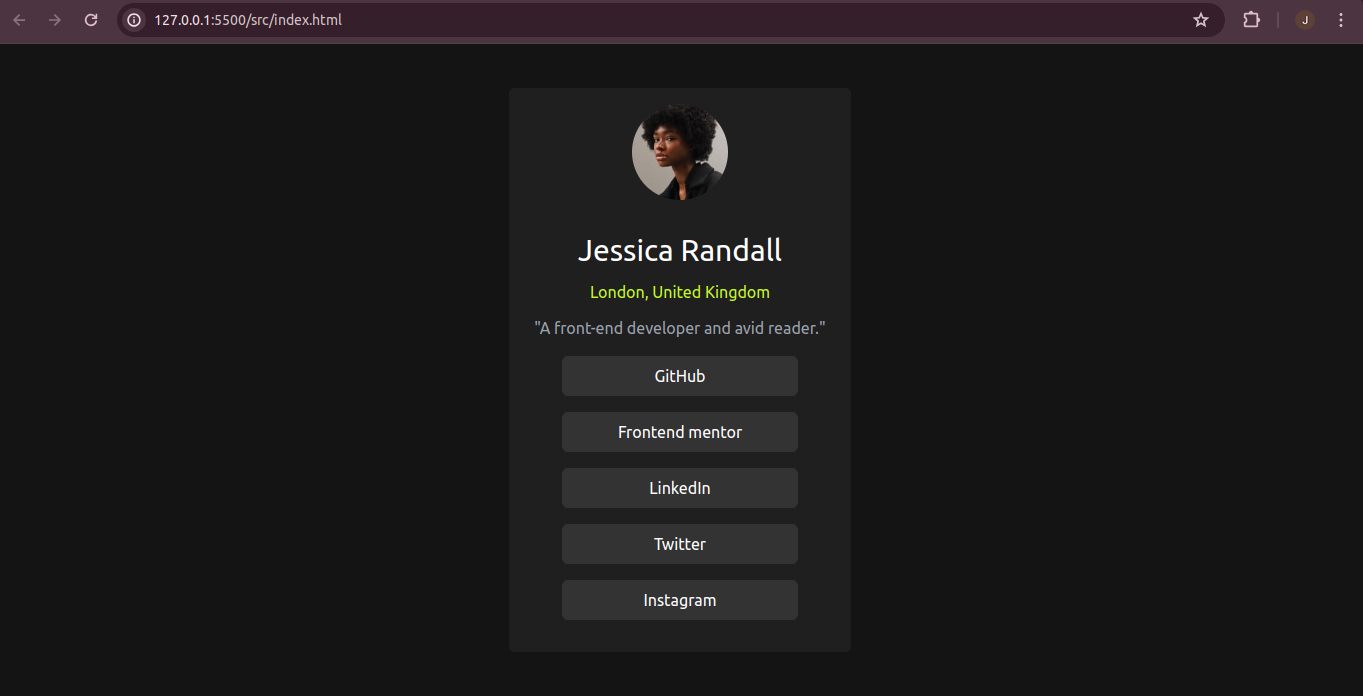 127.0.0.1:5500/src/index.html
J
Jessica Randall
London, United Kingdom
"A front-end developer and avid reader."
GitHub
Frontend mentor
LinkedIn
Twitter
Instagram